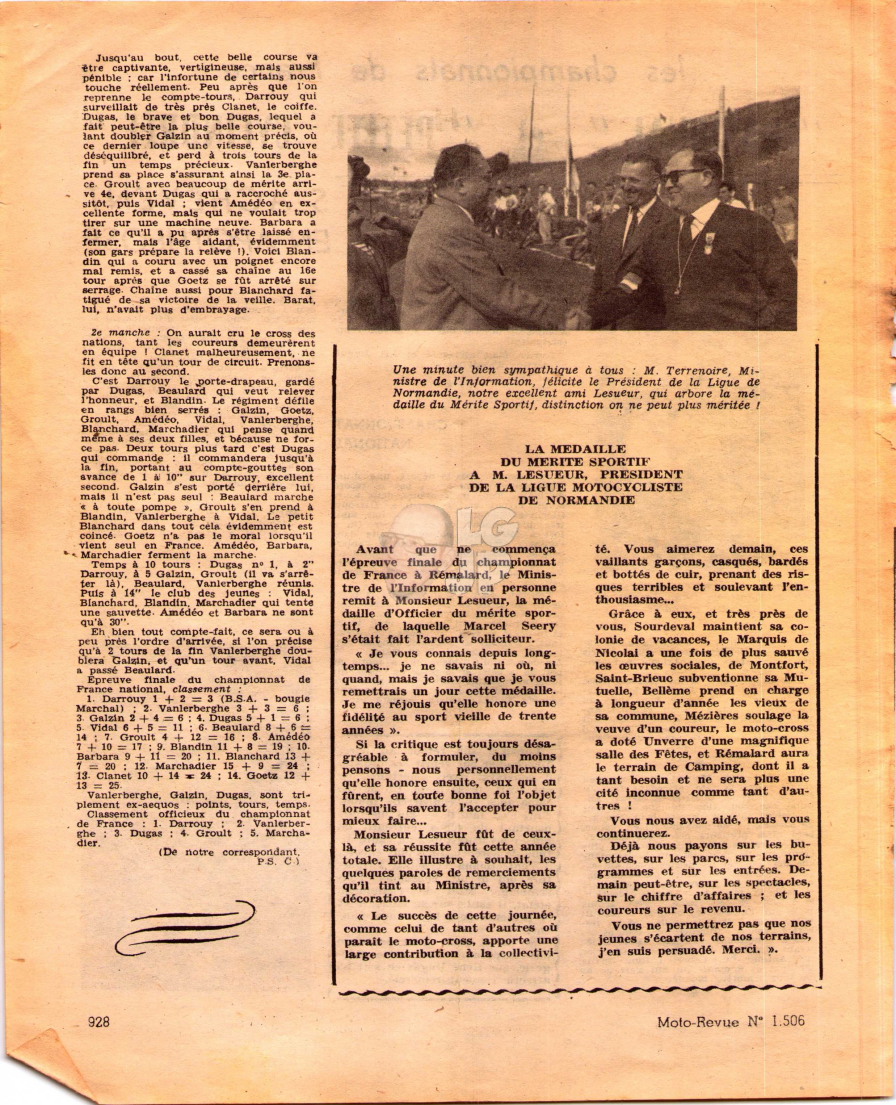 Jusqu'au bout, cette belle course va
être captivante, vertigineuse, mais aussi
pénible : car l'infortune de certains nous
touche réellement. Peu après que l'on
reprenne le compte-tours, Darrouy qui
surveillait de très près Clanet, le coiffe.
Dugas, le brave et bon Dugas, lequel a
fait peut-être la plus belle course, vou-
lant doubler Galzin au moment précis, où
ce dernier loupe une vitesse, se trouve
déséquilibré, et perd à trois tours de la
fin un temps précieux. Vanlerberghe
prend sa place s'assurant ainsi la 3e pla-
ce. Groult avec beaucoup de mérite arri-
ve 4e, devant Dugas qui a raccroché aus-
sitôt, puis Vidal ; vient Amédéo en ex-
cellente forme, mais qui ne voulait trop
tirer sur une machine neuve. Barbara a
fait ce qu'il a pu après s'être laissé en-
fermer, mais l'âge aidant, évidemment
(son gars prépare la relève !). Voici Blan-
din qui a couru avec un poignet encore
mal remis, et a cassé sa chaîne au 16e
tour après que Goetz se fût arrêté sur
serrage. Chaîne aussi pour Blanchard fa-
tigué de sa victoire de la veille. Barat,
lui, n'avait plus d'embrayage.
2e manche : On aurait cru le cross des
nations, tant les coureurs demeurèrent
en équipe ! Clanet malheureusement, ne
fit en tête qu'un tour de circuit. Prenons-
les donc au second.
C'est Darrouy le porte-drapeau, gardé
par Dugas, Beaulard qui veut relever
l'honneur, et Blandin. Le régiment défile
en rangs bien serrés : Galzin, Goetz,
Groult, Amédéo, Vidal, Vanlerberghe,
Blanchard, Marchadier qui pense quand
même à ses deux filles, et bécause ne for-
ce pas. Deux tours plus tard c'est Dugas
qui commande : il commandera jusqu'à
la fin, portant au compte-gouttes son
avance de 1 à 10" sur Darrouy, excellent
second. Galzin s'est porté derrière lui,
mais il n'est pas seul : Beaulard marche
« à toute pompe », Groult s'en prend à
Blandin, Vanlerberghe à Vidal. Le petit
Blanchard dans tout cela évidemment est
coincé. Goetz n'a pas le moral lorsqu'il
vient seul en France. Amédéo, Barbara,
Marchadier ferment la marche.
Temps à 10 tours : Dugas nº 1, à 2"
Darrouy, à 5 Galzin, Groult (il va s'arrê-
ter là), Beaulard, Vanlerberghe réunis.
Puis à 14" le club des jeunes : Vidal,
Blanchard, Blandin, Marchadier qui tente
une sauvette. Amédéo et Barbara ne sont
qu'à 30".
Eh bien tout compte-fait, ce sera ou à
peu près l'ordre d'arrivée, si l'on précise
qu'à 2 tours de la fin Vanlerberghe dou-
blera Galzin, et qu'un tour avant, Vidal
a passé Beaulard.
Epreuve finale du championnat de
France national, classement :
1. Darrouy 1 + 2 = 3 (B.S.A. - bougie
Marchal) ; 2. Vanlerberghe 3 + 3 = 6 ;
3. Galzin 2 + 4 = 6 ; 4. Dugas 5 + 1 = 6 ;
5. Vidal 6 + 5 = 11 ; 6. Beaulard 8 + 6 =
14 ; 7. Groult 4 + 12 = 16 ; 8. Amédéo
7 + 10 = 17 ; 9. Blandin 11 + 8 = 19 ; 10.
Barbara 9 + 11 = 20 ; 11. Blanchard 13 +
7 = 20 ; 12. Marchadier 15 + 9 = 24 ;
13. Clanet 10 + 14 = 24 ; 14. Goetz 12 +
13 = 25.
Vanlerberghe, Galzin, Dugas, sont tri-
plement ex-aequos : points, tours, temps.
Classement officieux du championnat
de France : 1. Darrouy ; 2. Vanlerber-
ghe ; 3. Dugas ; 4. Groult ; 5. Marcha-
dier.
(De notre correspondant,
P.S. C.)
Une minute bien sympathique à tous : M. Terrenoire, Mi-
nistre de l'Information, félicite le Président de la Ligue de
Normandie, notre excellent ami Lesueur, qui arbore la mé-
daille du Mérite Sportif, distinction on ne peut plus méritée !
LA MEDAILLE
DU MERITE SPORTIF
A M. LESUEUR, PRESIDENT
DE LA LIGUE MOTOCYCLISTE
DE NORMANDIE
Avant que ne commença
l'épreuve finale du championnat
de France à Rémalard, le Minis-
tre de l'Information en personne
remit à Monsieur Lesueur, la mé-
daille d'Officier du mérite spor-
tif, de laquelle Marcel Seery
s'était fait l'ardent solliciteur.
« Je vous connais depuis long-
temps... je ne savais ni où, ni
quand, mais je savais que je vous
remettrais un jour cette médaille.
Je me réjouis qu'elle honore une
fidélité au sport vieille de trente
années ».
Si la critique est toujours désa-
gréable à formuler, du moins
pensons - nous personnellement
qu'elle honore ensuite, ceux qui en
fûrent, en toute bonne foi l'objet
lorsqu'ils savent l'accepter pour
mieux faire...
Monsieur Lesueur fût de ceux-
là, et sa réussite fût cette année
totale. Elle illustre à souhait, les
quelques paroles de remerciements
qu'il tint au Ministre, après sa
décoration.
« Le succès de cette journée,
comme celui de tant d'autres où
parait le moto-cross, apporte une
large contribution à la collectivi-
té. Vous aimerez demain, ces
vaillants garçons, casqués, bardés
et bottés de cuir, prenant des ris-
ques terribles et soulevant l'en-
thousiasme...
Grâce à eux, et très près de
vous, Sourdeval maintient sa co-
lonie de vacances, le Marquis de
Nicolai a une fois de plus sauvé
les œuvres sociales, de Montfort,
Saint-Brieuc subventionne sa Mu-
tuelle, Bellème prend en charge
à longueur d'année les vieux de
sa commune, Mézières soulage la
veuve d'un coureur, le moto-cross
a doté Unverre d'une magnifique
salle des Fêtes, et Rémalard aura
le terrain de Camping, dont il a
tant besoin et ne sera plus une
cité inconnue comme tant d'au-
tres !
Vous nous avez aidé, mais vous
continuerez.
Déjà nous payons sur les bu-
vettes, sur les parcs, sur les pro-
grammes et sur les entrées. De-
main peut-être, sur les spectacles,
sur le chiffre d'affaires ; et les
coureurs sur le revenu.
Vous ne permettrez pas que nos
jeunes s'écartent de nos terrains,
j'en suis persuadé. Merci. ».
LG
928
Moto-Revue N° 1.506